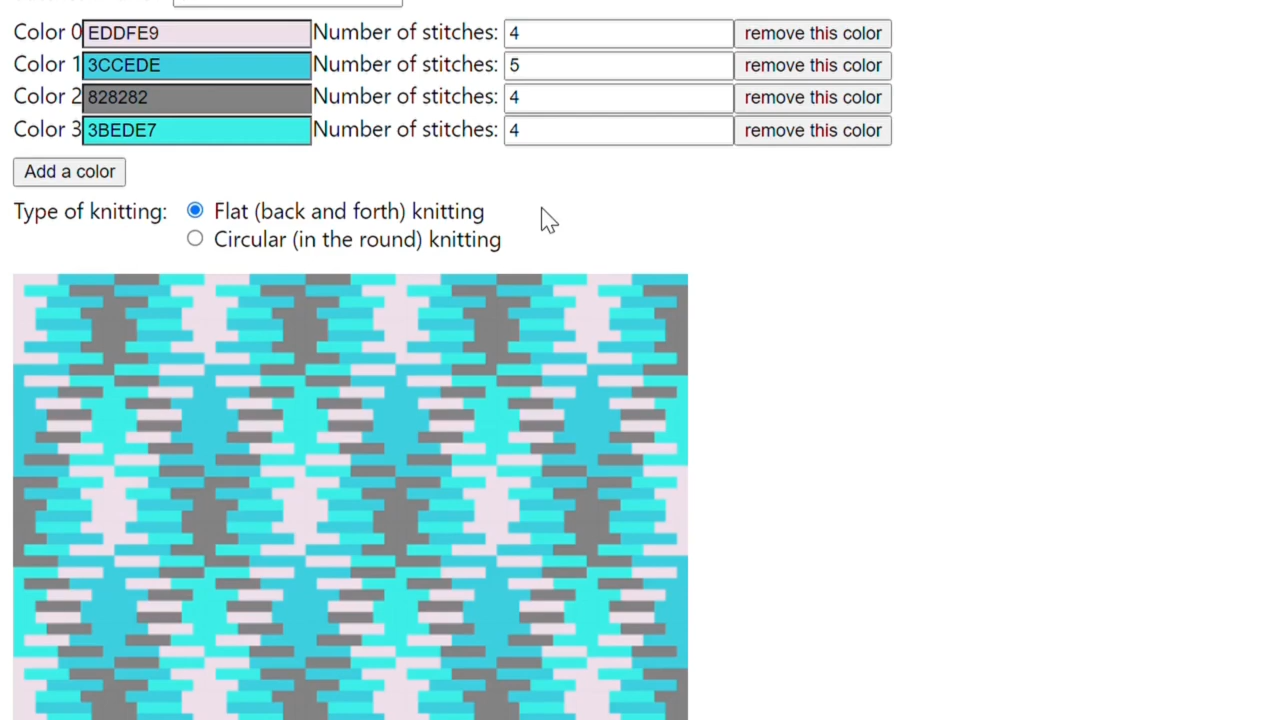 Color 0 EDDFE9 Number of stitches: 4 remove this color
Color 1 3CCEDE Number of stitches: 5 remove this color
Color 2 828282 Number of stitches: 4 remove this color
Color 3 3BEDE7 Number of stitches: 4 remove this color
Add a color
Type of knitting: Flat (back and forth) knitting
Circular (in the round) knitting